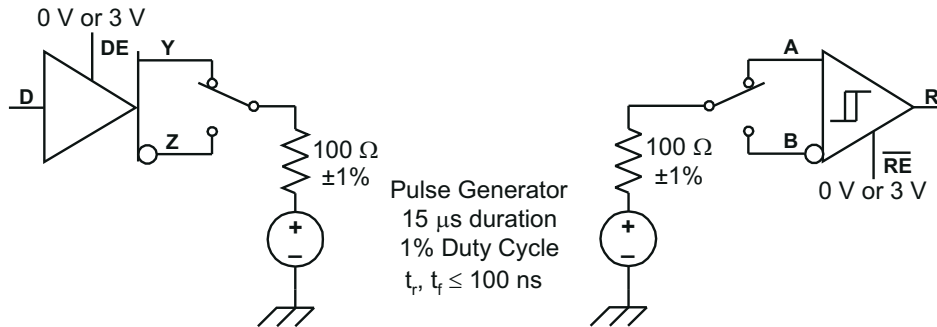 0 V or 3 V
DE
Y
D
Z
100 Ω
±1%
Pulse Generator
15 μs duration
1% Duty Cycle
tr, tf ≤ 100 ns
A
R
B
100 Ω
±1%
RE
0 V or 3 V